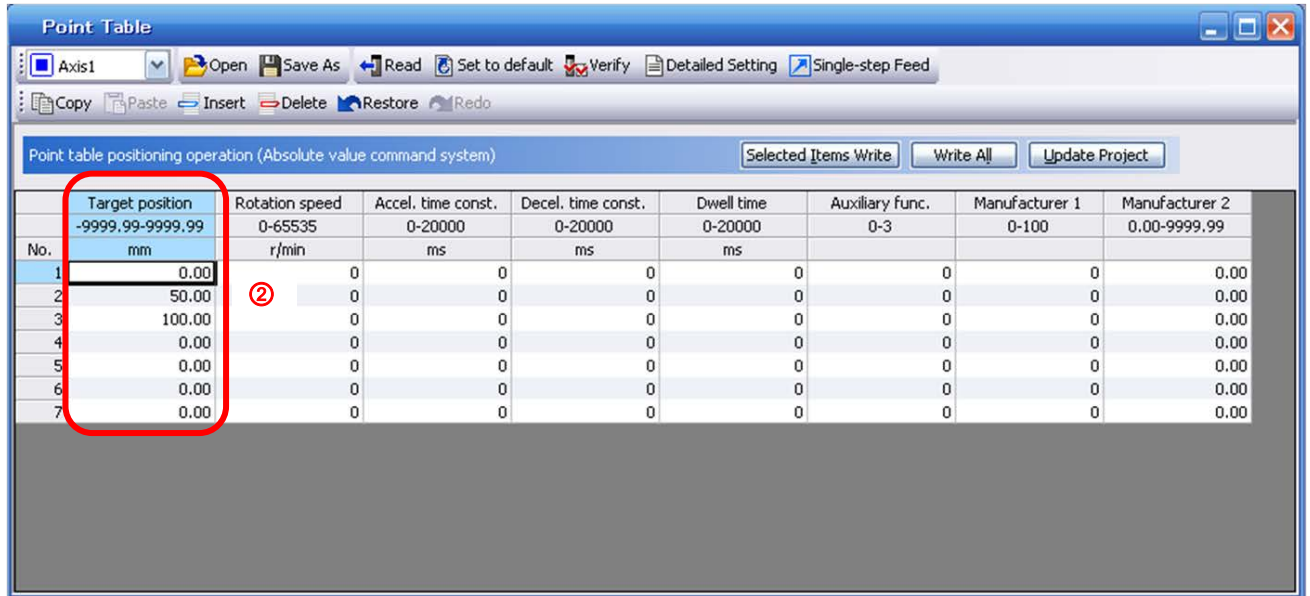 Point Table
Axis1 Open Save As Read Set to default Verify Detailed Setting Single-step Feed
Copy Paste Insert Delete Restore Redo
Point table positioning operation (Absolute value command system) Selected Items Write Write All Update Project
Target position Rotation speed Accel. time const. Decel. time const. Dwell time Auxiliary func. Manufacturer 1 Manufacturer 2
-9999.99-9999.99 0-65535 0-20000 0-20000 0-20000 0-3 0-100 0.00-9999.99
No. mm r/min ms ms ms
1 0.00 0 0 0 0 0 0 0.00
2 50.00 ② 0 0 0 0 0 0 0.00
3 100.00 0 0 0 0 0 0 0.00
4 0.00 0 0 0 0 0 0 0.00
5 0.00 0 0 0 0 0 0 0.00
6 0.00 0 0 0 0 0 0 0.00
7 0.00 0 0 0 0 0 0 0.00